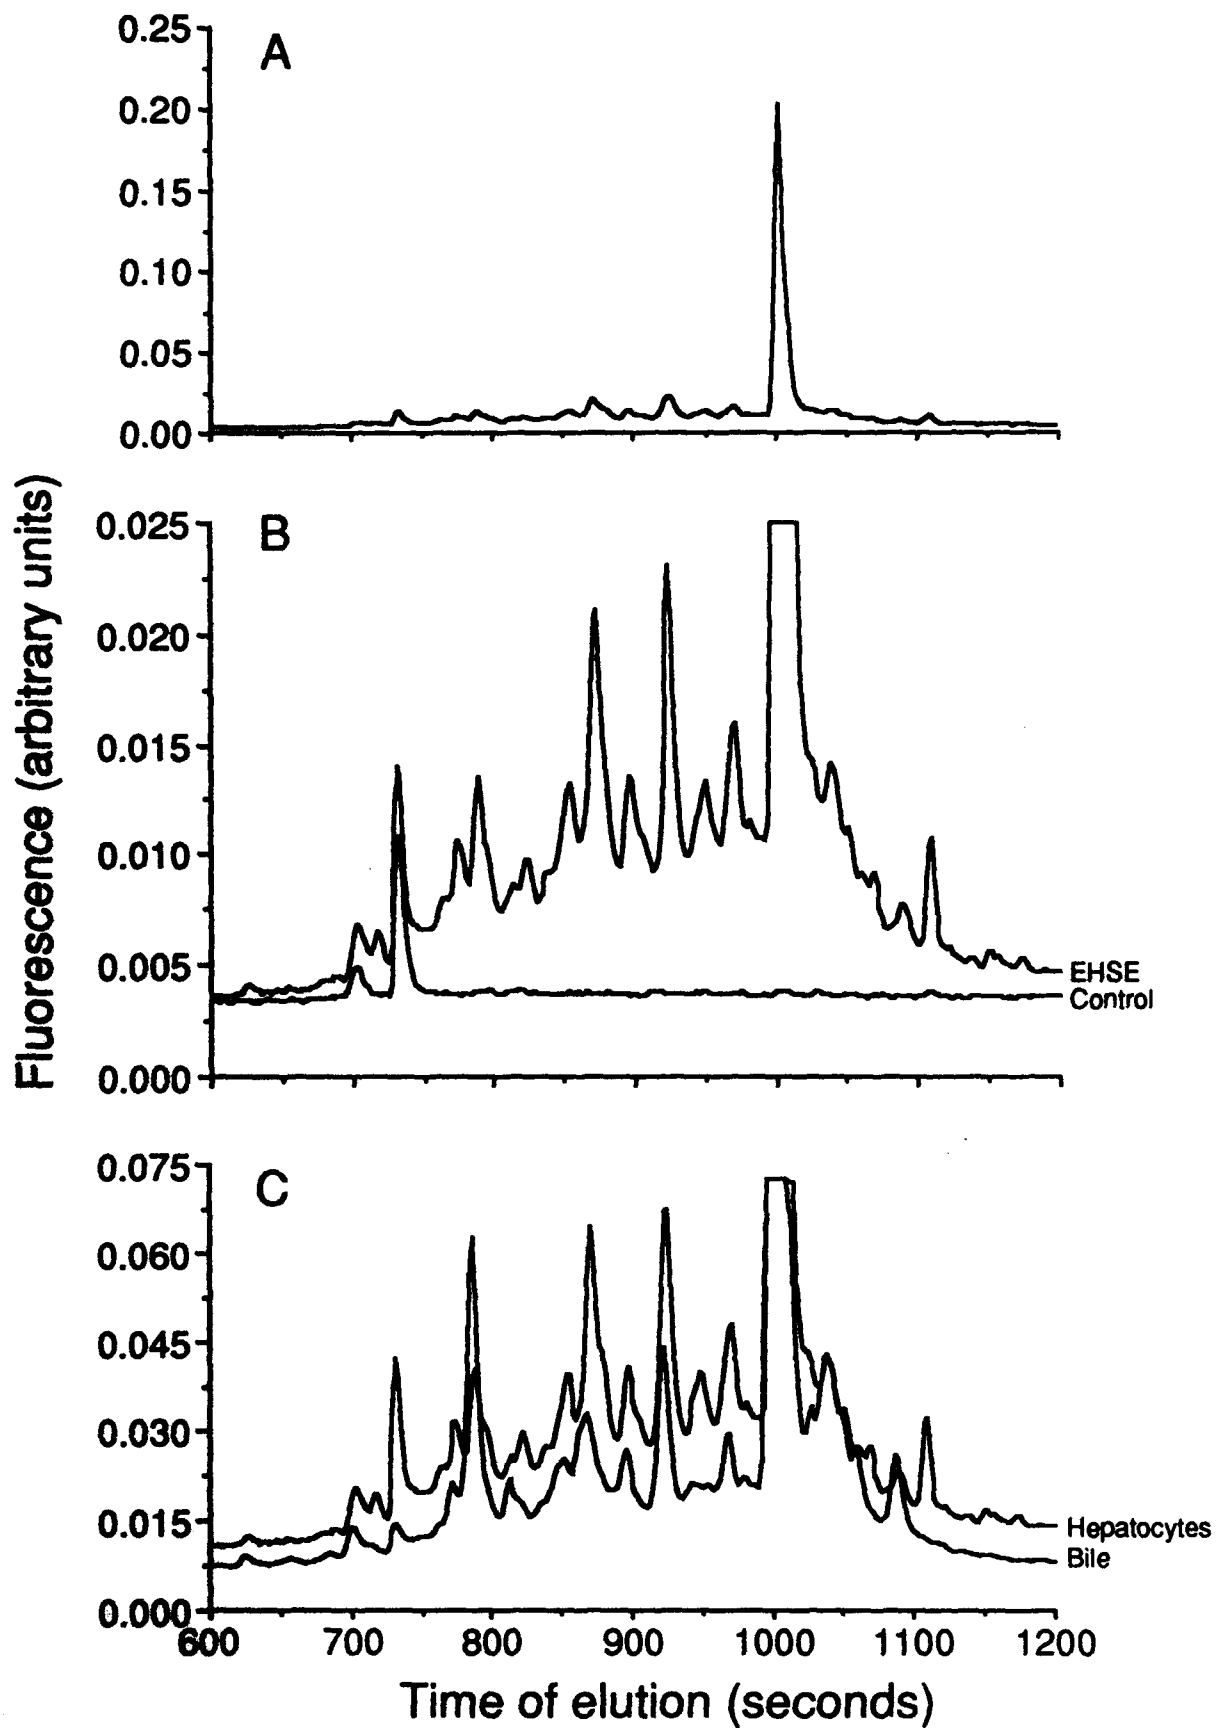 Fluorescence (arbitrary units)
A
0.25
0.20
0.15
0.10
0.05
0.00
B
0.025
0.020
0.015
0.010
0.005
0.000
EHSE
Control
C
0.075
0.060
0.045
0.030
0.015
0.000
Hepatocytes
Bile
600 700 800 900 1000 1100 1200
Time of elution (seconds)